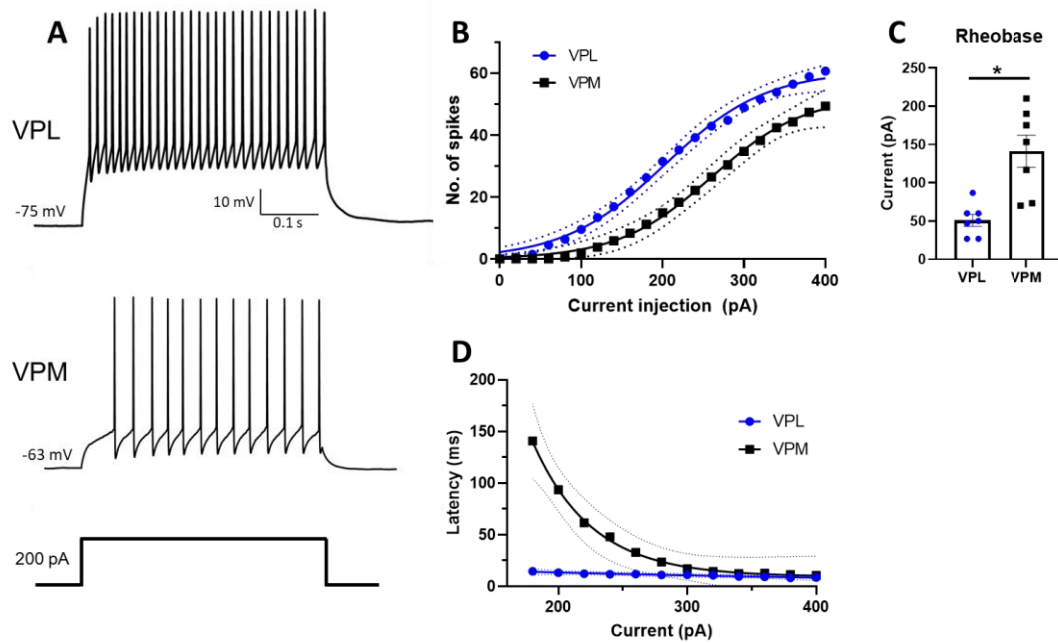 A
VPL
-75 mV
10 mV
0.1 s
VPM
-63 mV
200 pA
B
VPL
VPM
No. of spikes
60
40
20
0
0 100 200 300 400
Current injection (pA)
C
Rheobase
*
Current (pA)
250
200
150
100
50
0
VPL VPM
D
VPL
VPM
Latency (ms)
200
150
100
50
0
200 300 400
Current (pA)